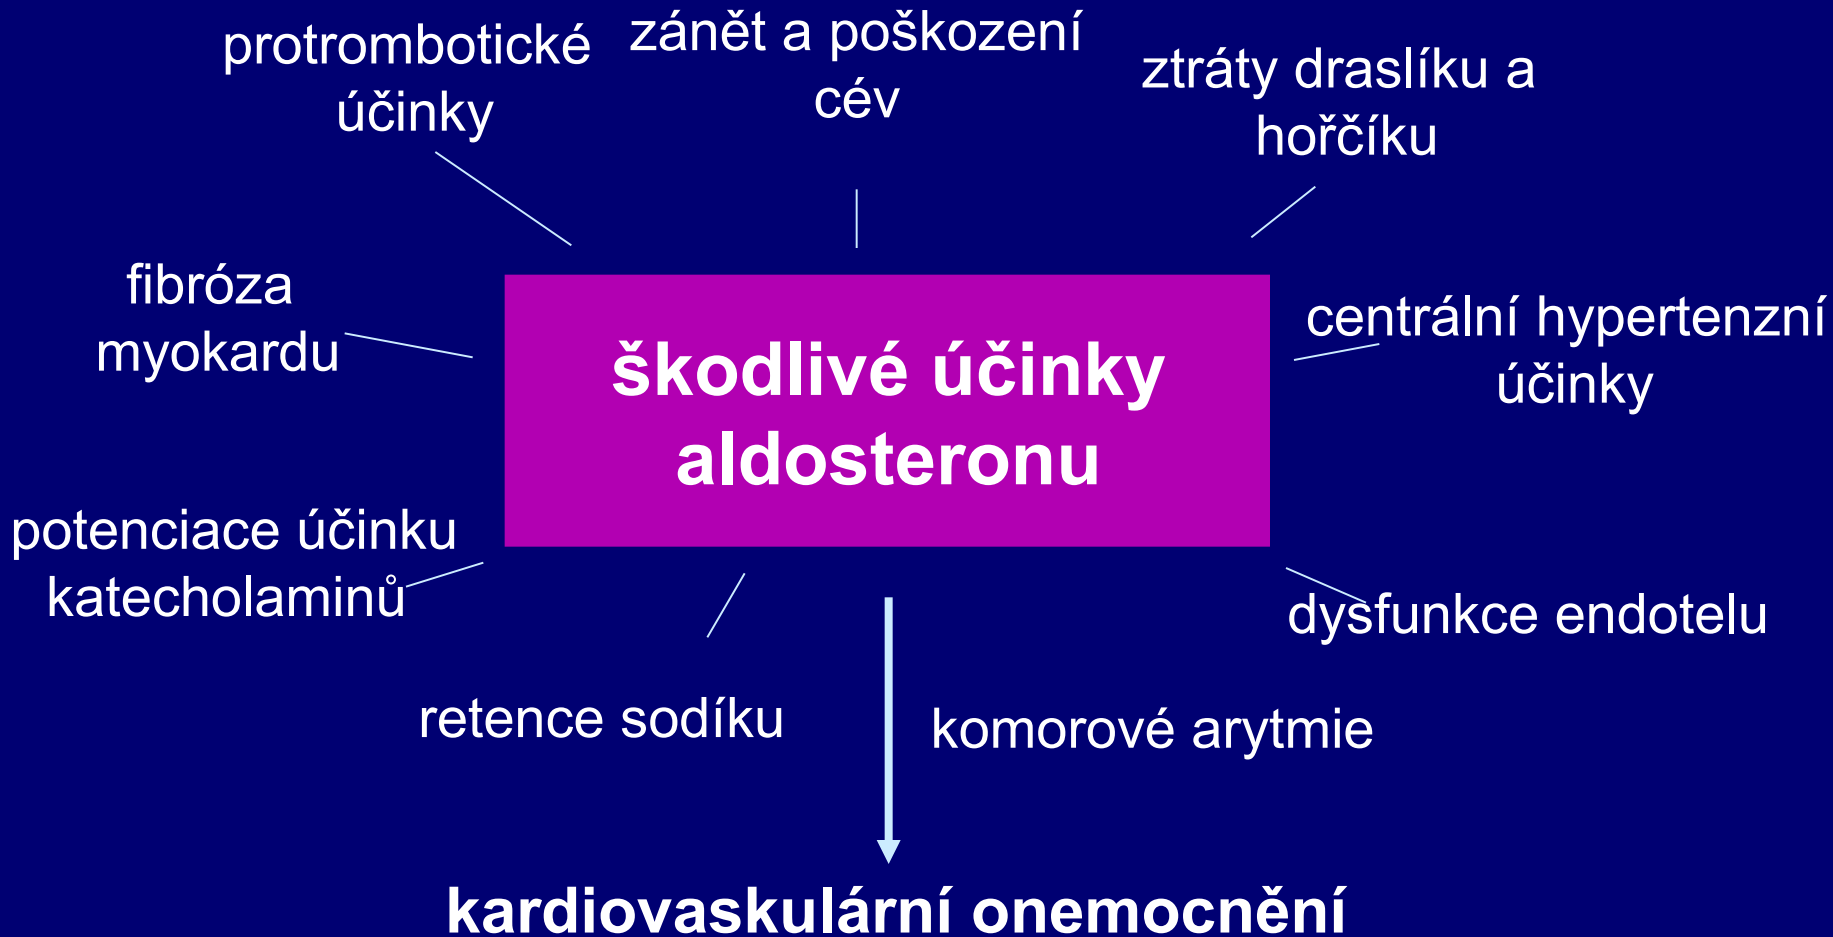 protrombotické
účinky
zánět a poškození
cév
ztráty draslíku a
hořčíku
fibróza
myokardu
škodlivé účinky
aldosteronu
centrální hypertenzní
účinky
potenciace účinku
katecholaminů
dysfunkce endotelu
retence sodíku
komorové arytmie
kardiovaskulární onemocnění